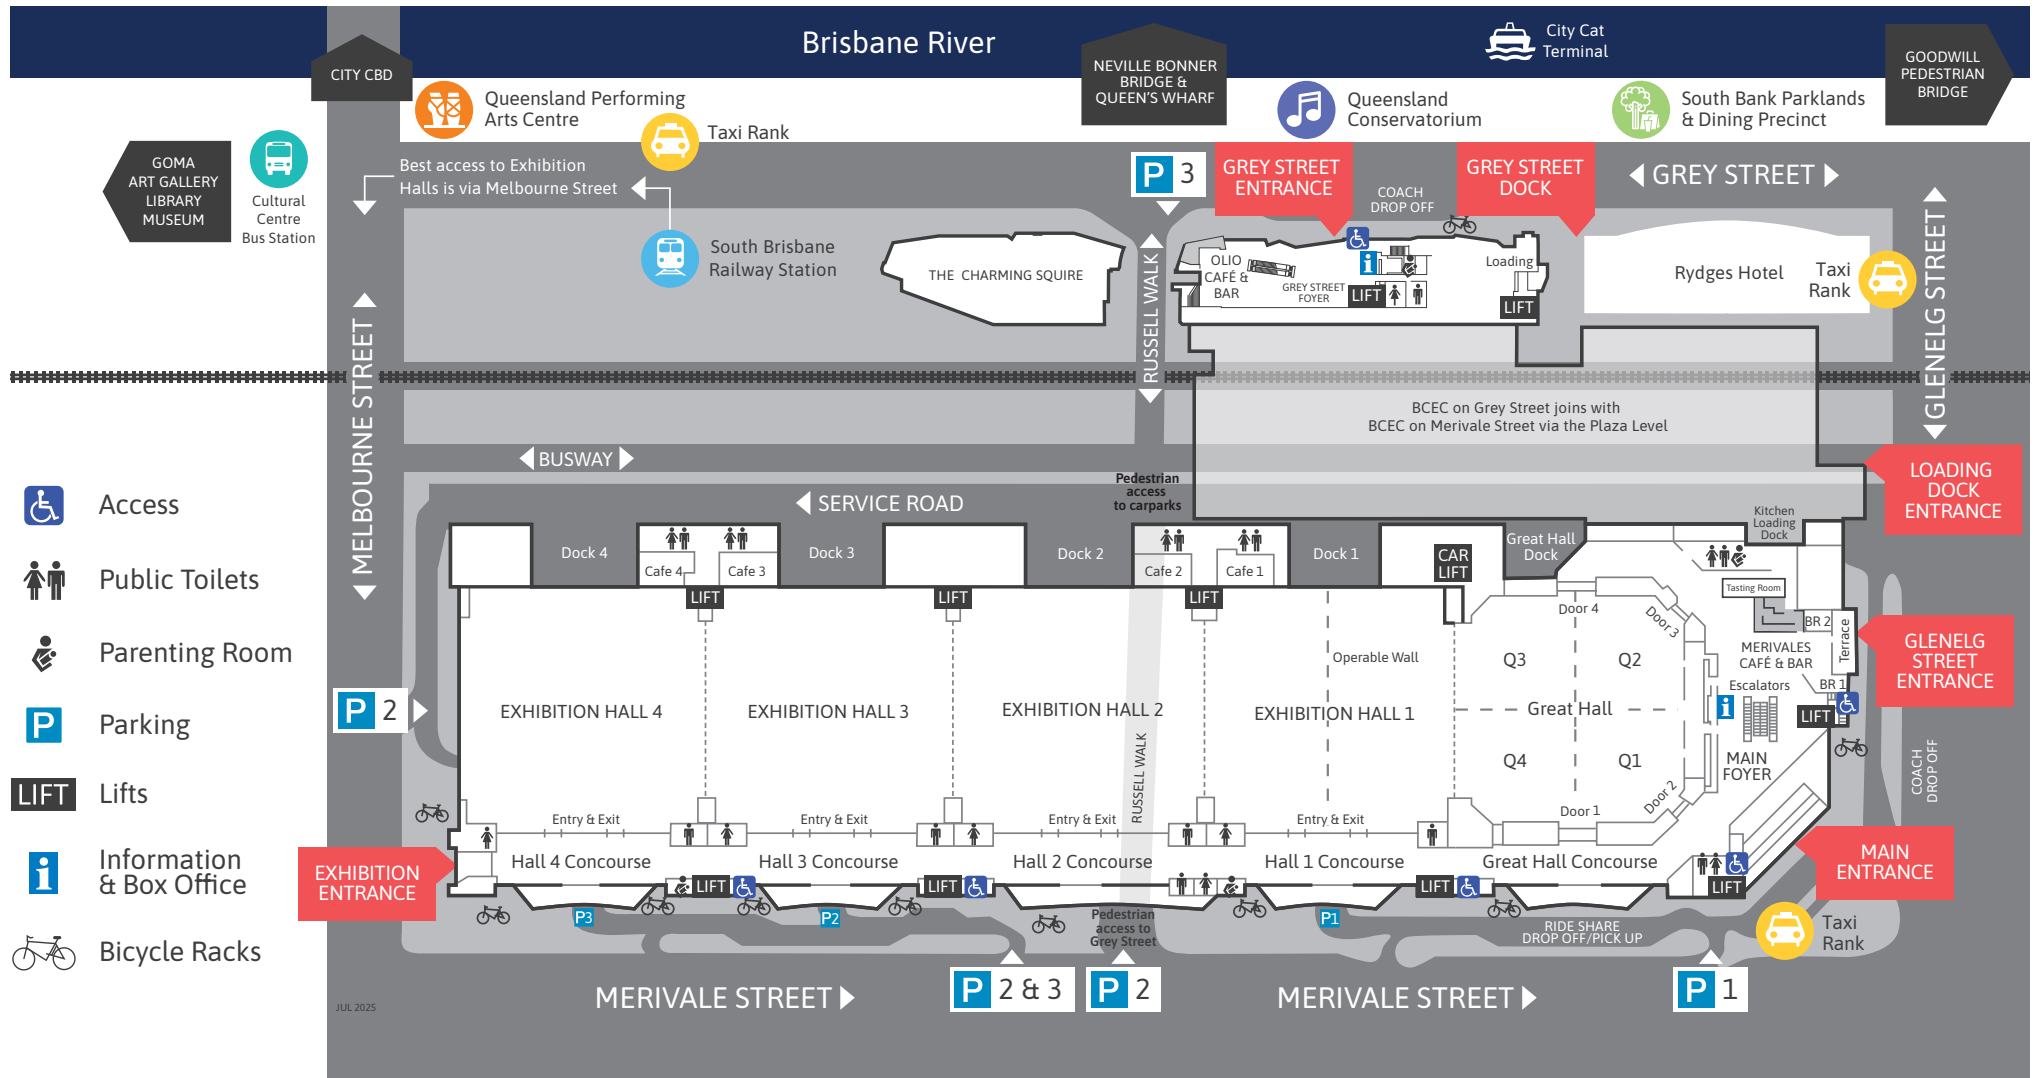 Brisbane River
City Cat
Terminal
CITY CBD
NEVILLE BONNER
BRIDGE &
QUEEN'S WHARF
GOODWILL
PEDESTRIAN
BRIDGE
Queensland Performing
Arts Centre
Taxi Rank
Queensland
Conservatorium
South Bank Parklands
& Dining Precinct
GOMA
ART GALLERY
LIBRARY
MUSEUM
Cultural
Centre
Bus Station
Best access to Exhibition
Halls is via Melbourne Street
South Brisbane
Railway Station
P 3
GREY STREET
ENTRANCE
COACH
DROP OFF
GREY STREET
DOCK
GREY STREET
THE CHARMING SQUIRE
RUSSELL WALK
OLIO
CAFÉ &
BAR
GREY STREET
FOYER
i
LIFT
Loading
LIFT
Rydges Hotel
Taxi
Rank
GLENELG STREET
MELBOURNE STREET
BCEC on Grey Street joins with
BCEC on Merivale Street via the Plaza Level
BUSWAY
SERVICE ROAD
Pedestrian
access
to carparks
LOADING
DOCK
ENTRANCE
Access
Public Toilets
Parenting Room
P
Parking
LIFT
Lifts
i
Information
& Box Office
Bicycle Racks
Dock 4
Cafe 4
Cafe 3
Dock 3
Dock 2
Cafe 2
Cafe 1
Dock 1
CAR
LIFT
Great Hall
Dock
Kitchen
Loading
Dock
LIFT
LIFT
LIFT
Tasting Room
Door 4
Door 3
BR 2
Terrace
MERIVALES
CAFÉ & BAR
GLENELG
STREET
ENTRANCE
Operable Wall
Q3
Q2
Escalators
BR 1
P 2
EXHIBITION HALL 4
EXHIBITION HALL 3
EXHIBITION HALL 2
EXHIBITION HALL 1
Great Hall
i
LIFT
RUSSELL WALK
Q4
Q1
MAIN
FOYER
COACH
DROP OFF
Door 2
Door 1
Entry & Exit
Entry & Exit
Entry & Exit
Entry & Exit
Hall 4 Concourse
Hall 3 Concourse
Hall 2 Concourse
Hall 1 Concourse
Great Hall Concourse
EXHIBITION
ENTRANCE
MAIN
ENTRANCE
LIFT
LIFT
LIFT
LIFT
P3
P2
Pedestrian
access to
Grey Street
P1
RIDE SHARE
DROP OFF/PICK UP
Taxi
Rank
P 2 & 3
P 2
P 1
MERIVALE STREET
MERIVALE STREET
JUL 2025